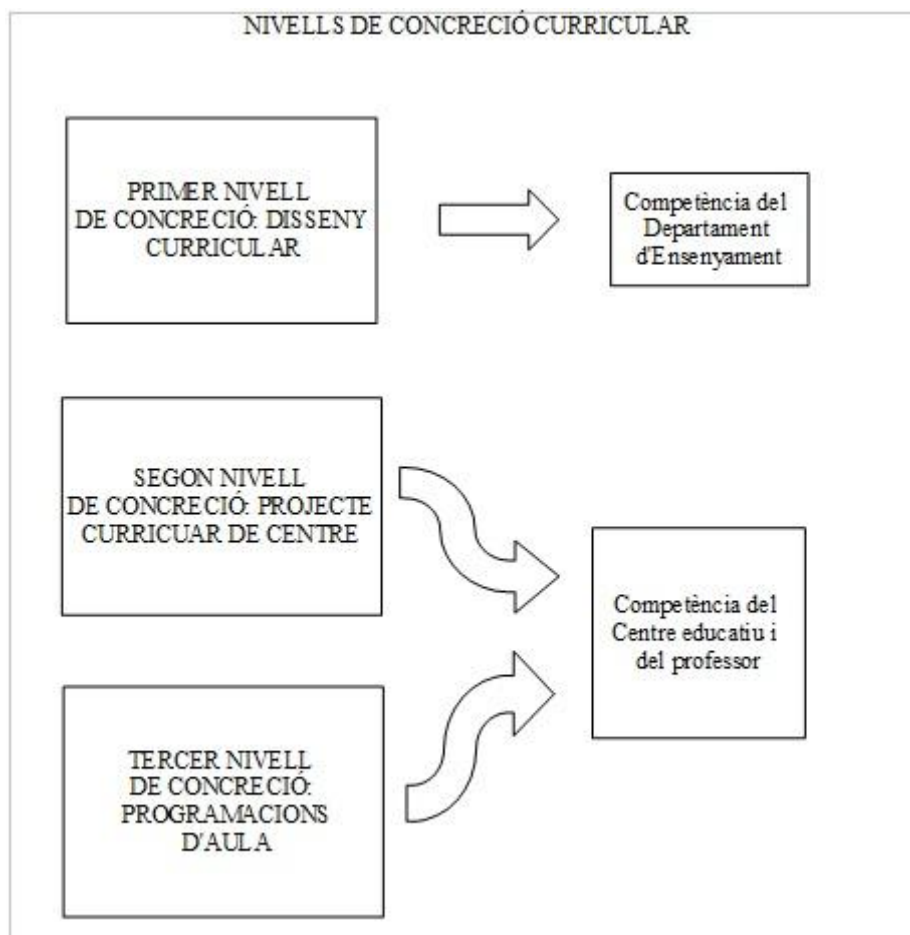 NIVELLS DE CONCRECIÓ CURRICULAR
PRIMER NIVELL
DE CONCRECIÓ: DISSENY
CURRICULAR
Competència del
Departament
d'Ensenyament
SEGON NIVELL
DE CONCRECIÓ: PROJECTE
CURRICUAR DE CENTRE
Competència del
Centre educatiu i
del professor
TERCER NIVELL
DE CONCRECIÓ:
PROGRAMACIONS
D'AULA